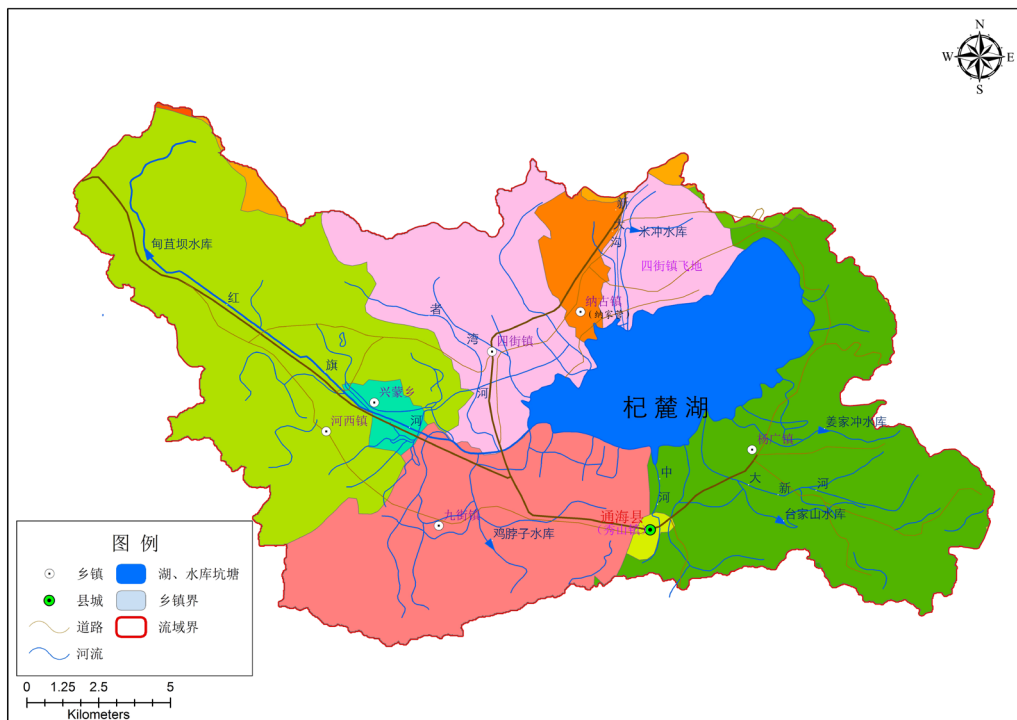 N
W
E
S
甸苴坝水库
红
旗
河
者
湾
河
新
大
沟
米冲水库
四街镇飞地
纳古镇
(纳家营)
四街镇
兴蒙乡
河西镇
杞麓湖
姜家冲水库
杨广镇
中
河
大
新
河
台家山水库
通海县
(秀山镇)
九街镇
鸡脖子水库
图 例
乡镇
湖、水库坑塘
县城
乡镇界
道路
流域界
河流
0 1.25 2.5 5
Kilometers